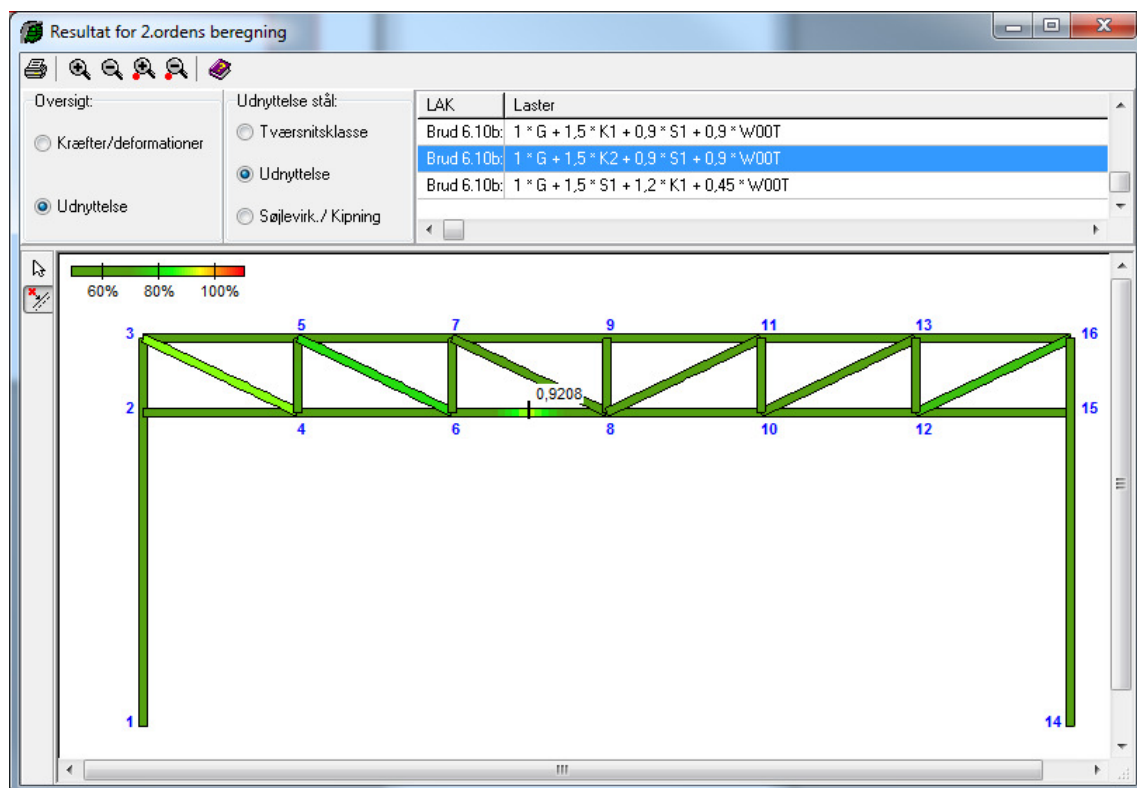 Resultat for 2.ordens beregning
Oversigt:
Kræfter/deformationer
Udnyttelse
Udnyttelse stål:
Tværsnitsklasse
Udnyttelse
Søjlevirk./ Kipning
LAK Laster
Brud 6.10b: 1 * G + 1,5 * K1 + 0,9 * S1 + 0,9 * W00T
Brud 6.10b: 1 * G + 1,5 * K2 + 0,9 * S1 + 0,9 * W00T
Brud 6.10b: 1 * G + 1,5 * S1 + 1,2 * K1 + 0,45 * W00T
60% 80% 100%
3 5 7 9 11 13 16
0,9208
2 15
4 6 8 10 12
1 14